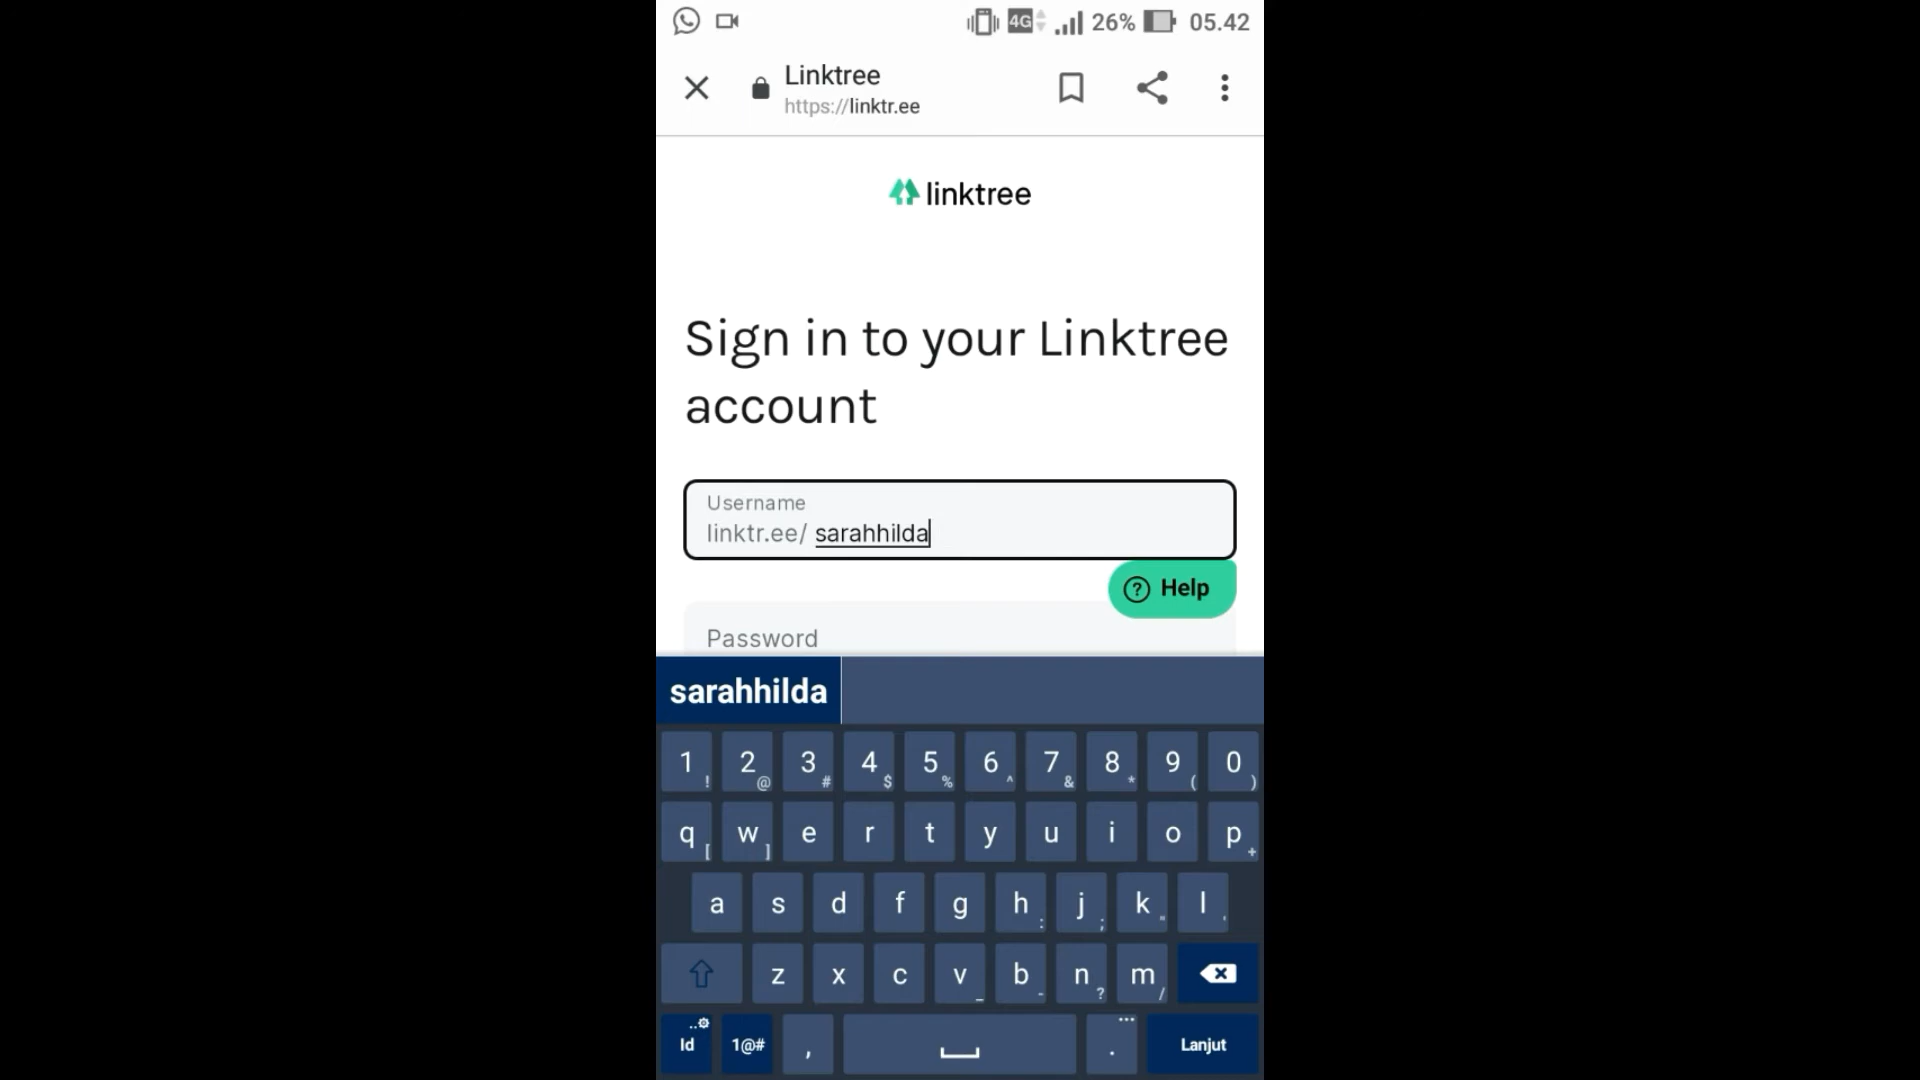 4G 26% 05.42
Linktree
https://linktr.ee
linktree
Sign in to your Linktree
account
Username
linktr.ee/ sarahhilda
? Help
Password
sarahhilda
1 ! 2 @ 3 # 4 $ 5 % 6 ^ 7 & 8 * 9 ( 0 )
q [ w ] e r t y u i o p +
a s d f g h : j ; k " l '
z x c v _ b - n ? m /
Id 1@# , . Lanjut